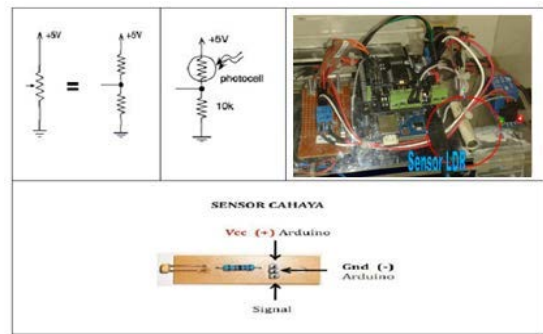 +5V
=
+5V
+5V
photocell
10k
Sensor LDR
SENSOR CAHAYA
Vcc (+) Arduino
Gnd (-)
Arduino
Signal